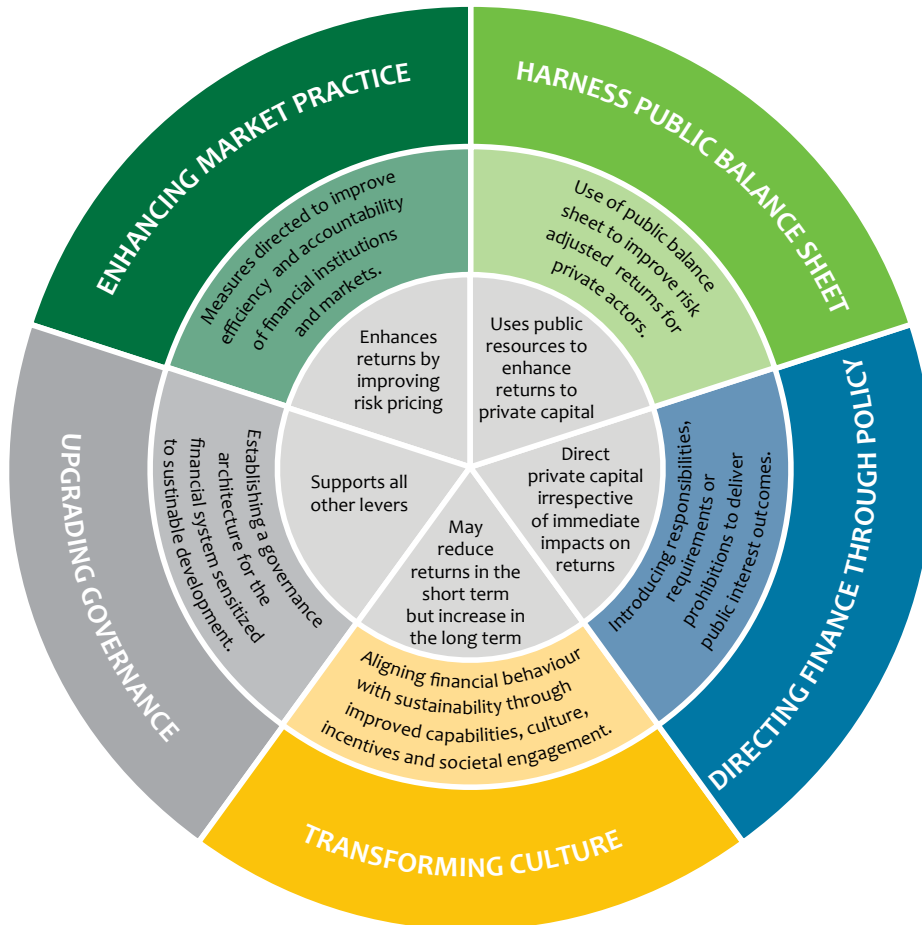 ENHANCING MARKET PRACTICE
Measures directed to improve
efficiency and accountability
of financial institutions
and markets.
Enhances
returns by
improving
risk pricing
HARNESS PUBLIC BALANCE SHEET
Use of public balance
sheet to improve risk
adjusted returns for
private actors.
Uses public
resources to
enhance
returns to
private capital
DIRECTING FINANCE THROUGH POLICY
Introducing responsibilities,
requirements or
prohibitions to deliver
public interest outcomes.
Direct
private capital
irrespective
of immediate
impacts on
returns
TRANSFORMING CULTURE
Aligning financial behaviour
with sustainability through
improved capabilities, culture,
incentives and societal engagement.
May
reduce
returns in the
short term
but increase in
the long term
UPGRADING GOVERNANCE
Establishing a governance
architecture for the
financial system sensitized
to sustinable development.
Supports all
other levers